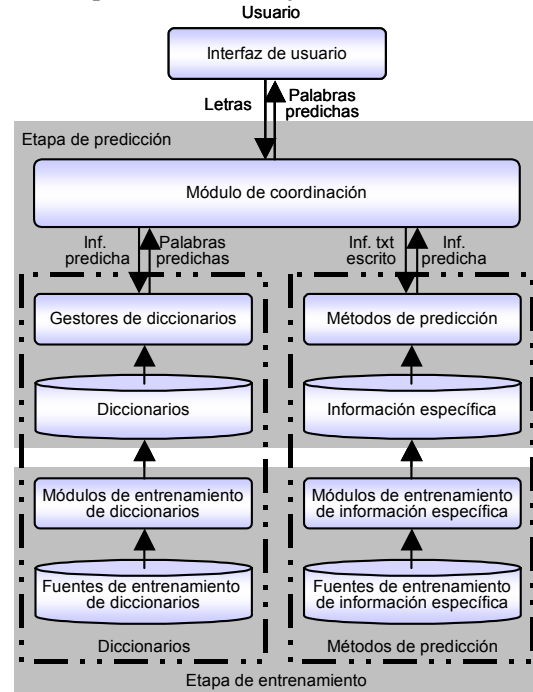 Usuario
Interfaz de usuario
Letras
Palabras
predichas
Etapa de predicción
Módulo de coordinación
Inf.
predicha
Palabras
predichas
Inf. txt
escrito
Inf.
predicha
Gestores de diccionarios
Métodos de predicción
Diccionarios
Información específica
Módulos de entrenamiento
de diccionarios
Módulos de entrenamiento
de información específica
Fuentes de entrenamiento
de diccionarios
Fuentes de entrenamiento
de información específica
Diccionarios
Métodos de predicción
Etapa de entrenamiento